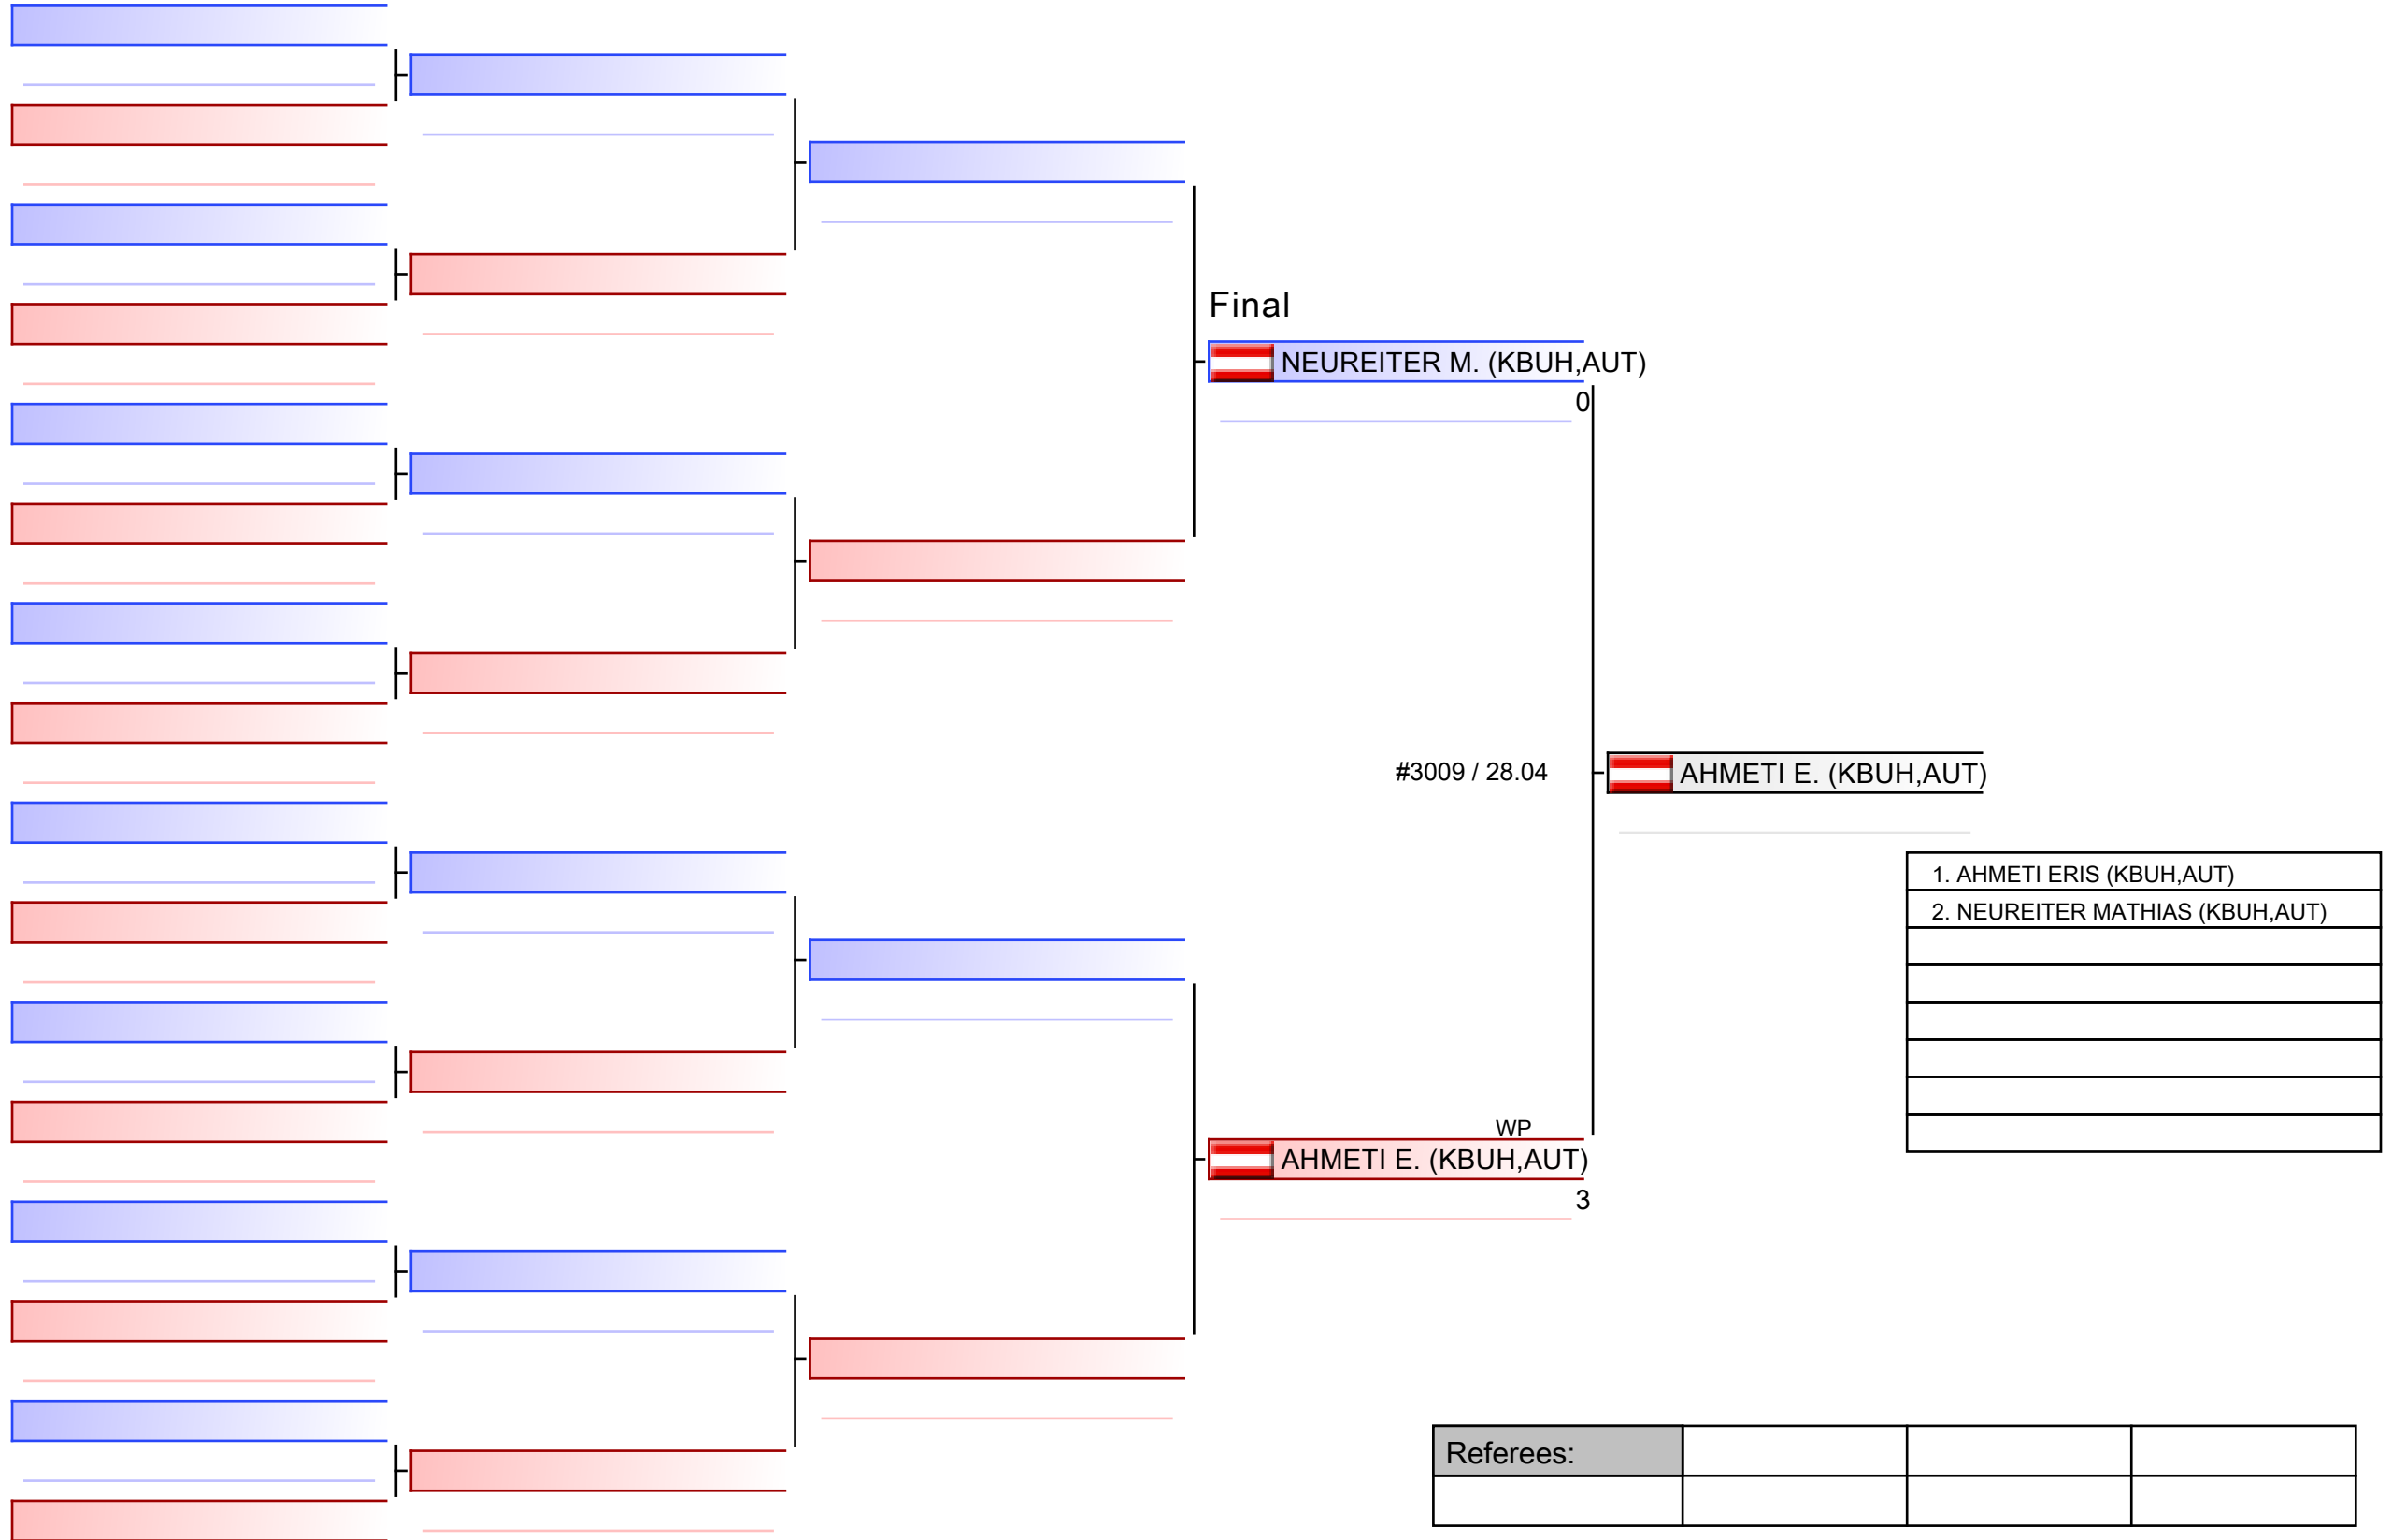 Final
NEUREITER M. (KBUH,AUT)
0
#3009 / 28.04
AHMETI E. (KBUH,AUT)
1. AHMETI ERIS (KBUH,AUT)
2. NEUREITER MATHIAS (KBUH,AUT)
WP
AHMETI E. (KBUH,AUT)
3
Referees: